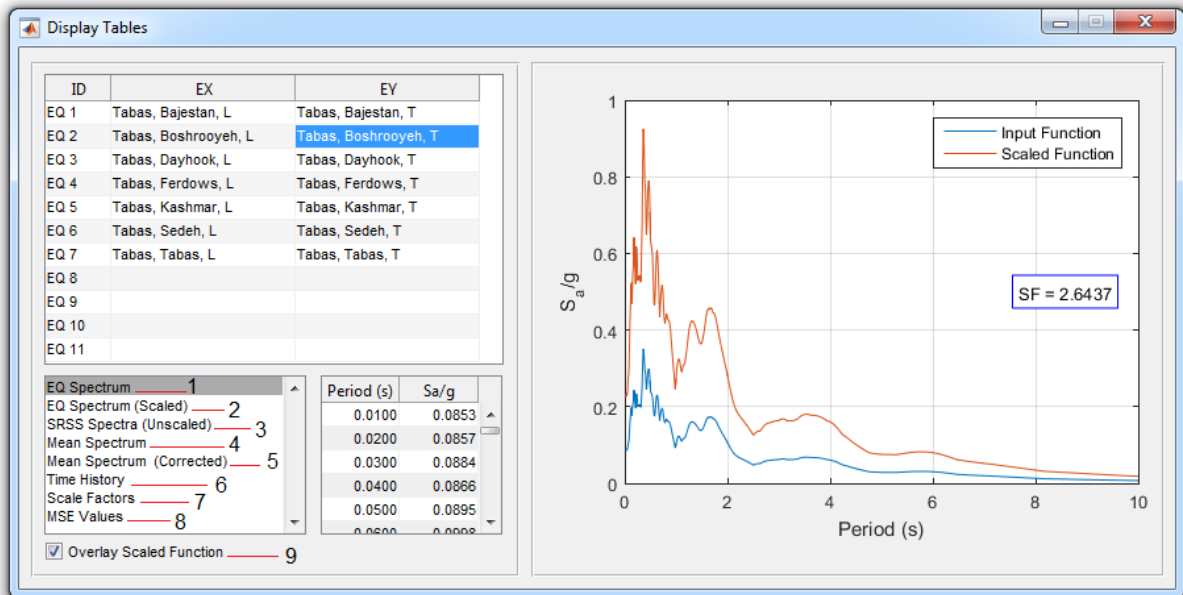 Display Tables
ID EX EY
EQ 1 Tabas, Bajestan, L Tabas, Bajestan, T
EQ 2 Tabas, Boshrooyeh, L Tabas, Boshrooyeh, T
EQ 3 Tabas, Dayhook, L Tabas, Dayhook, T
EQ 4 Tabas, Ferdows, L Tabas, Ferdows, T
EQ 5 Tabas, Kashmar, L Tabas, Kashmar, T
EQ 6 Tabas, Sedeh, L Tabas, Sedeh, T
EQ 7 Tabas, Tabas, L Tabas, Tabas, T
EQ 8
EQ 9
EQ 10
EQ 11
EQ Spectrum 1
EQ Spectrum (Scaled) 2
SRSS Spectra (Unscaled) 3
Mean Spectrum 4
Mean Spectrum (Corrected) 5
Time History 6
Scale Factors 7
MSE Values 8
Overlay Scaled Function 9
Period (s) Sa/g
0.0100 0.0853
0.0200 0.0857
0.0300 0.0884
0.0400 0.0866
0.0500 0.0895
0.0600 0.0998
Input Function
Scaled Function
SF = 2.6437
Sa/g
1
0.8
0.6
0.4
0.2
0
0 2 4 6 8 10
Period (s)